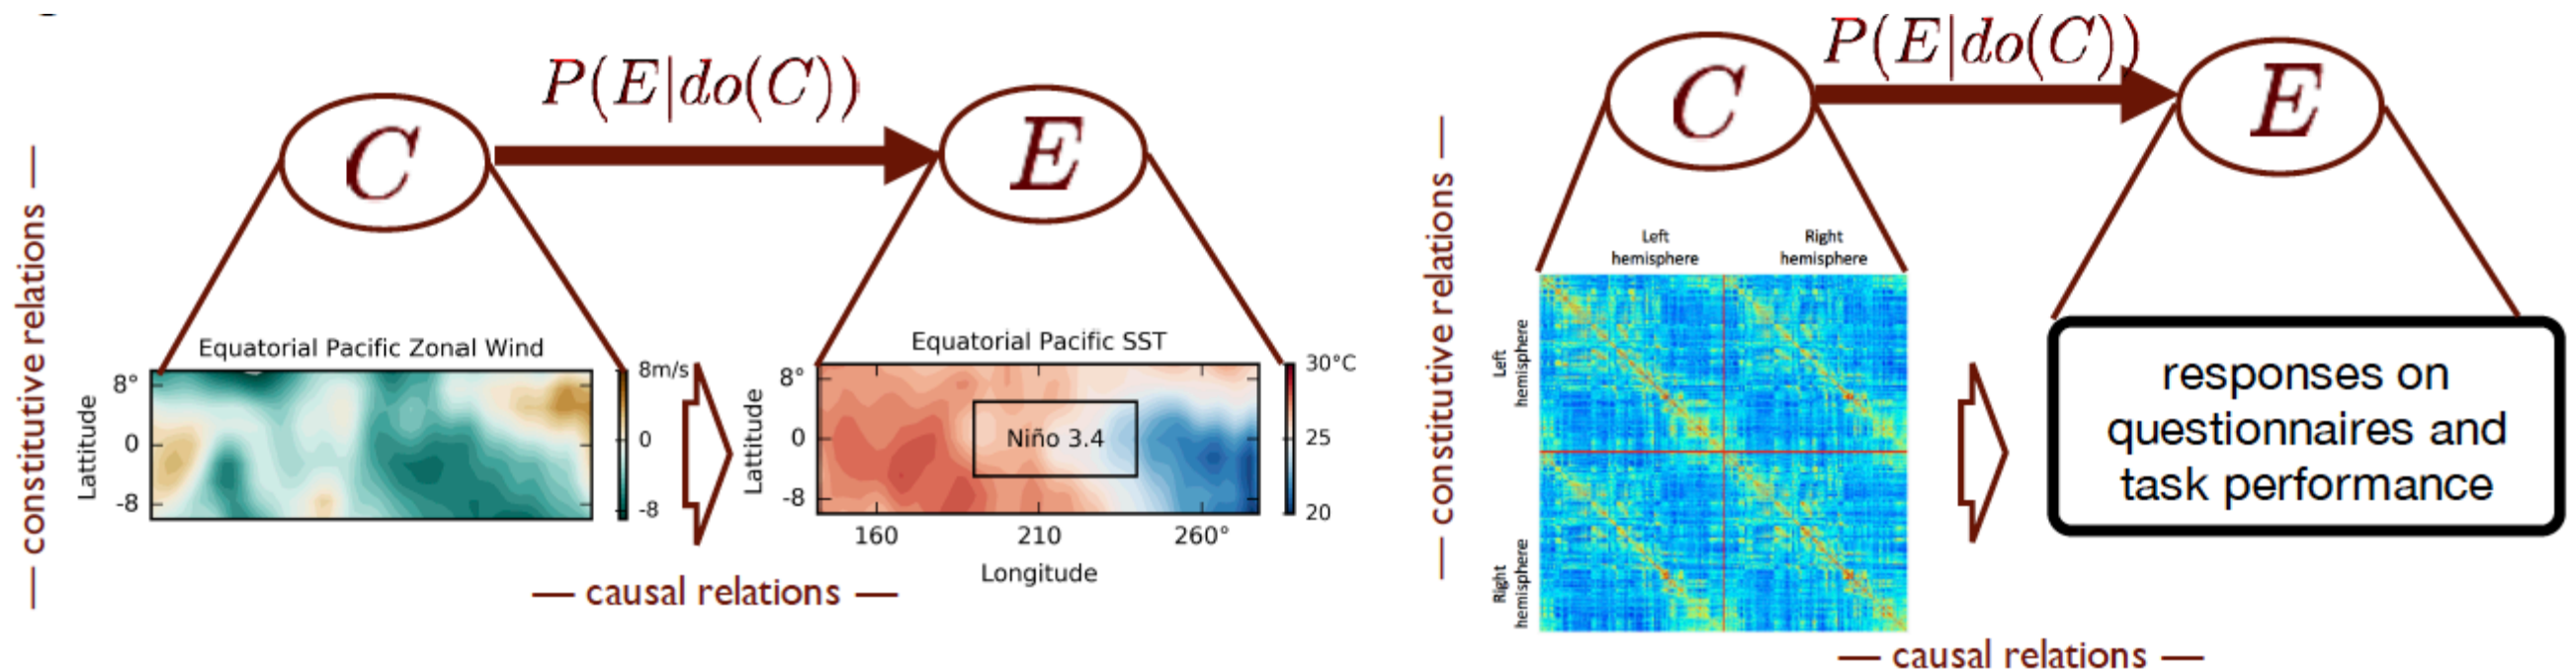 P(E|do(C))
C
E
— constitutive relations —
Equatorial Pacific Zonal Wind
8°
0
-8
Lattitude
8m/s
0
-8
Equatorial Pacific SST
8°
0
-8
Lattitude
Niño 3.4
30°C
25
20
160
210
260°
Longitude
— causal relations —
P(E|do(C))
C
E
— constitutive relations —
Left
hemisphere
Right
hemisphere
Left
hemisphere
Right
hemisphere
responses on
questionnaires and
task performance
— causal relations —